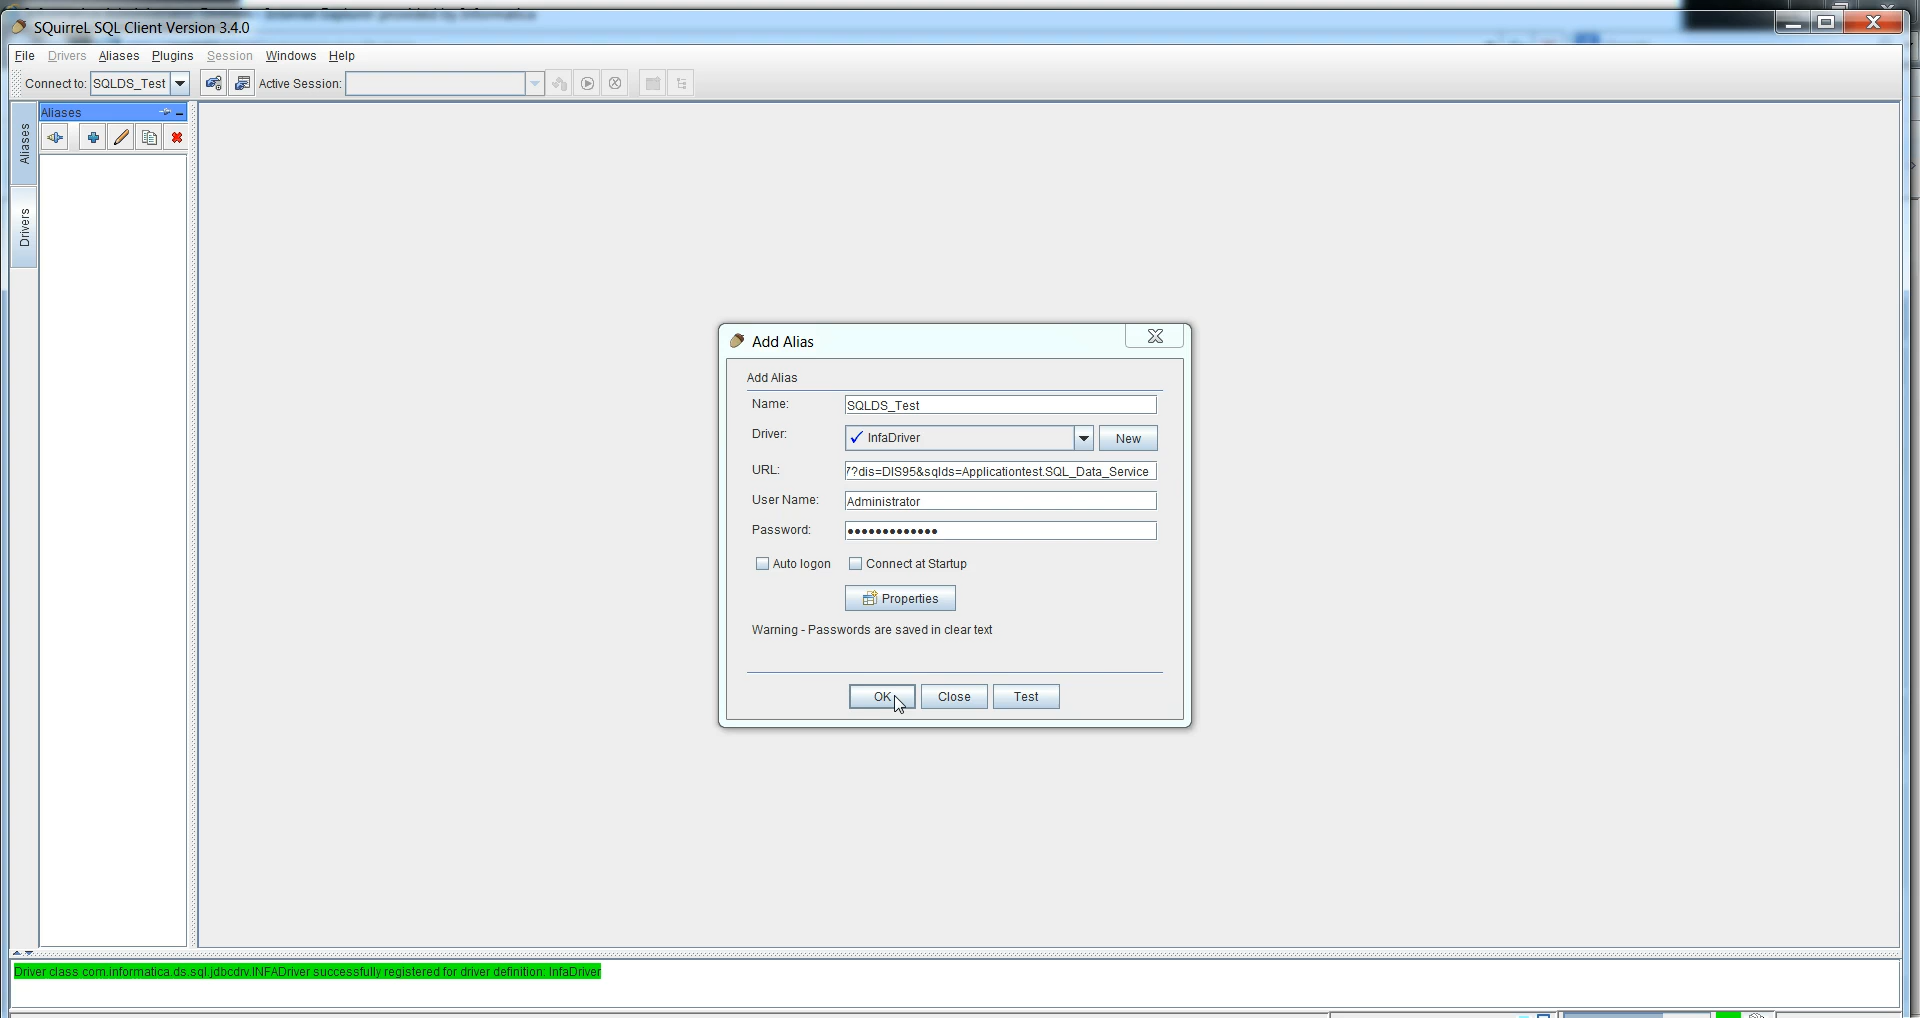 SQuirreL SQL Client Version 3.4.0
File Drivers Aliases Plugins Session Windows Help
Connect to: SQLDS_Test Active Session:
Aliases
Aliases
Drivers
Add Alias
Add Alias
Name: SQLDS_Test
Driver: InfaDriver New
URL: 7?dis=DIS95&sqlds=Applicationtest.SQL_Data_Service
User Name: Administrator
Password: •••••••••••••
Auto logon Connect at Startup
Properties
Warning - Passwords are saved in clear text
OK Close Test
Driver class com.informatica.ds.sql.jdbcdrv.INFADriver successfully registered for driver definition: InfaDriver